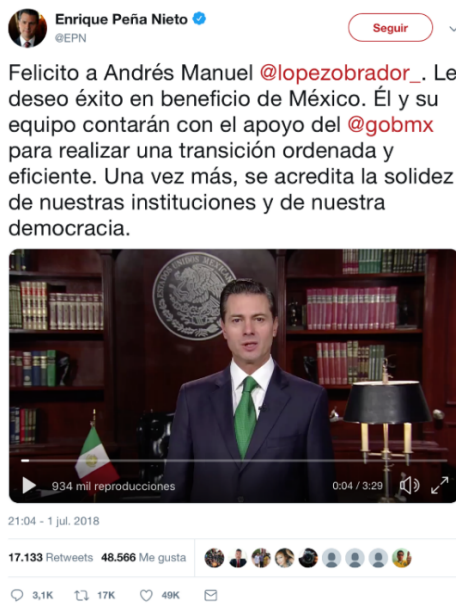 Enrique Peña Nieto
@EPN
Seguir
Felicito a Andrés Manuel @lopezobrador_. Le
deseo éxito en beneficio de México. Él y su
equipo contarán con el apoyo del @gobmx
para realizar una transición ordenada y
eficiente. Una vez más, se acredita la solidez
de nuestras instituciones y de nuestra
democracia.
934 mil reproducciones
0:04 / 3:29
21:04 - 1 jul. 2018
17.133 Retweets 48.566 Me gusta
3,1K 17K 49K